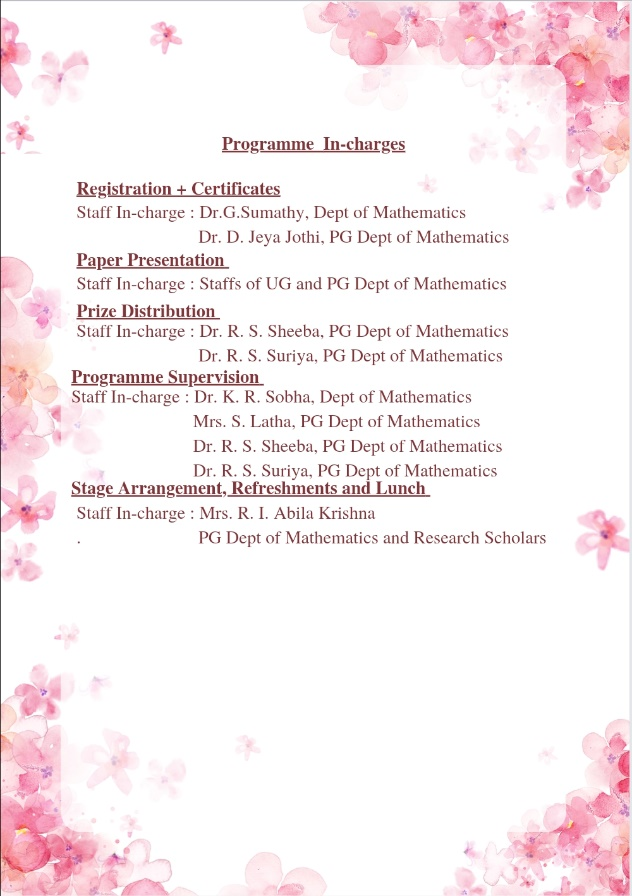 Programme In-charges
Registration + Certificates
Staff In-charge : Dr.G.Sumathy, Dept of Mathematics
Dr. D. Jeya Jothi, PG Dept of Mathematics
Paper Presentation
Staff In-charge : Staffs of UG and PG Dept of Mathematics
Prize Distribution
Staff In-charge : Dr. R. S. Sheeba, PG Dept of Mathematics
Dr. R. S. Suriya, PG Dept of Mathematics
Programme Supervision
Staff In-charge : Dr. K. R. Sobha, Dept of Mathematics
Mrs. S. Latha, PG Dept of Mathematics
Dr. R. S. Sheeba, PG Dept of Mathematics
Dr. R. S. Suriya, PG Dept of Mathematics
Stage Arrangement, Refreshments and Lunch
Staff In-charge : Mrs. R. I. Abila Krishna
. PG Dept of Mathematics and Research Scholars